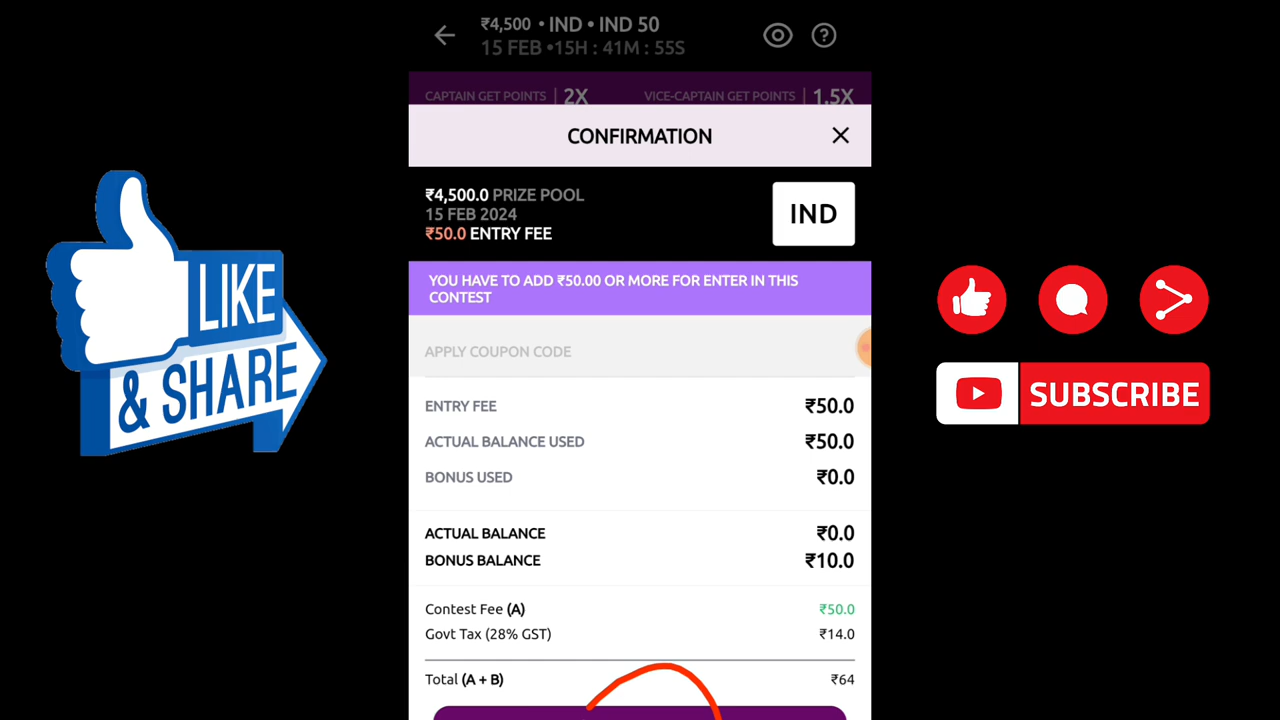 ₹4,500 • IND • IND 50
15 FEB •15H : 41M : 55S
CAPTAIN GET POINTS | 2X VICE-CAPTAIN GET POINTS | 1.5X
CONFIRMATION
₹4,500.0 PRIZE POOL
15 FEB 2024
₹50.0 ENTRY FEE
IND
YOU HAVE TO ADD ₹50.00 OR MORE FOR ENTER IN THIS
CONTEST
APPLY COUPON CODE
ENTRY FEE ₹50.0
ACTUAL BALANCE USED ₹50.0
BONUS USED ₹0.0
ACTUAL BALANCE ₹0.0
BONUS BALANCE ₹10.0
Contest Fee (A) ₹50.0
Govt Tax (28% GST) ₹14.0
Total (A + B) ₹64
LIKE
& SHARE
SUBSCRIBE